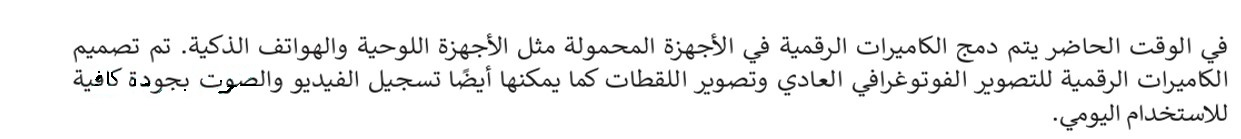 في الوقت الحاضر يتم دمج الكاميرات الرقمية في الأجهزة المحمولة مثل الأجهزة اللوحية والهواتف الذكية. تم تصميم
الكاميرات الرقمية للتصوير الفوتوغرافي العادي وتصوير اللقطات كما يمكنها أيضًا تسجيل الفيديو والصوت بجودة كافية
للاستخدام اليومي.